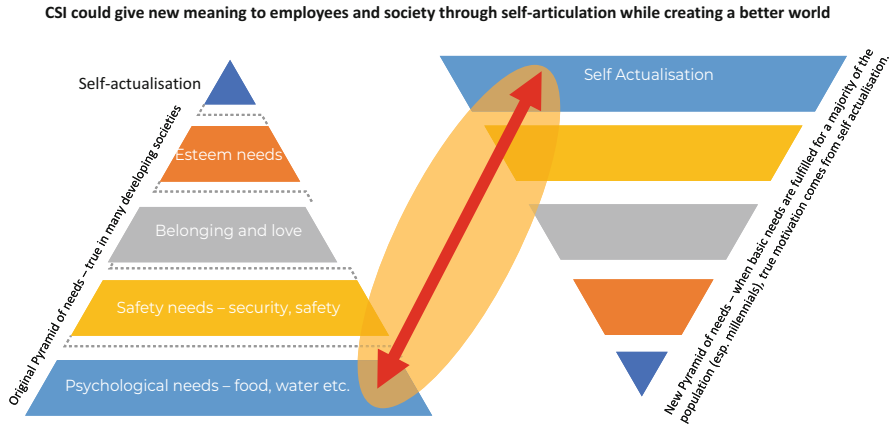 CSI could give new meaning to employees and society through self-articulation while creating a better world
Self-actualisation
Esteem needs
Belonging and love
Safety needs – security, safety
Psychological needs – food, water etc.
Original Pyramid of needs – true in many developing societies
Self Actualisation
New Pyramid of needs – when basic needs are fulfilled for a majority of the
population (esp. millennials), true motivation comes from self actualisation.